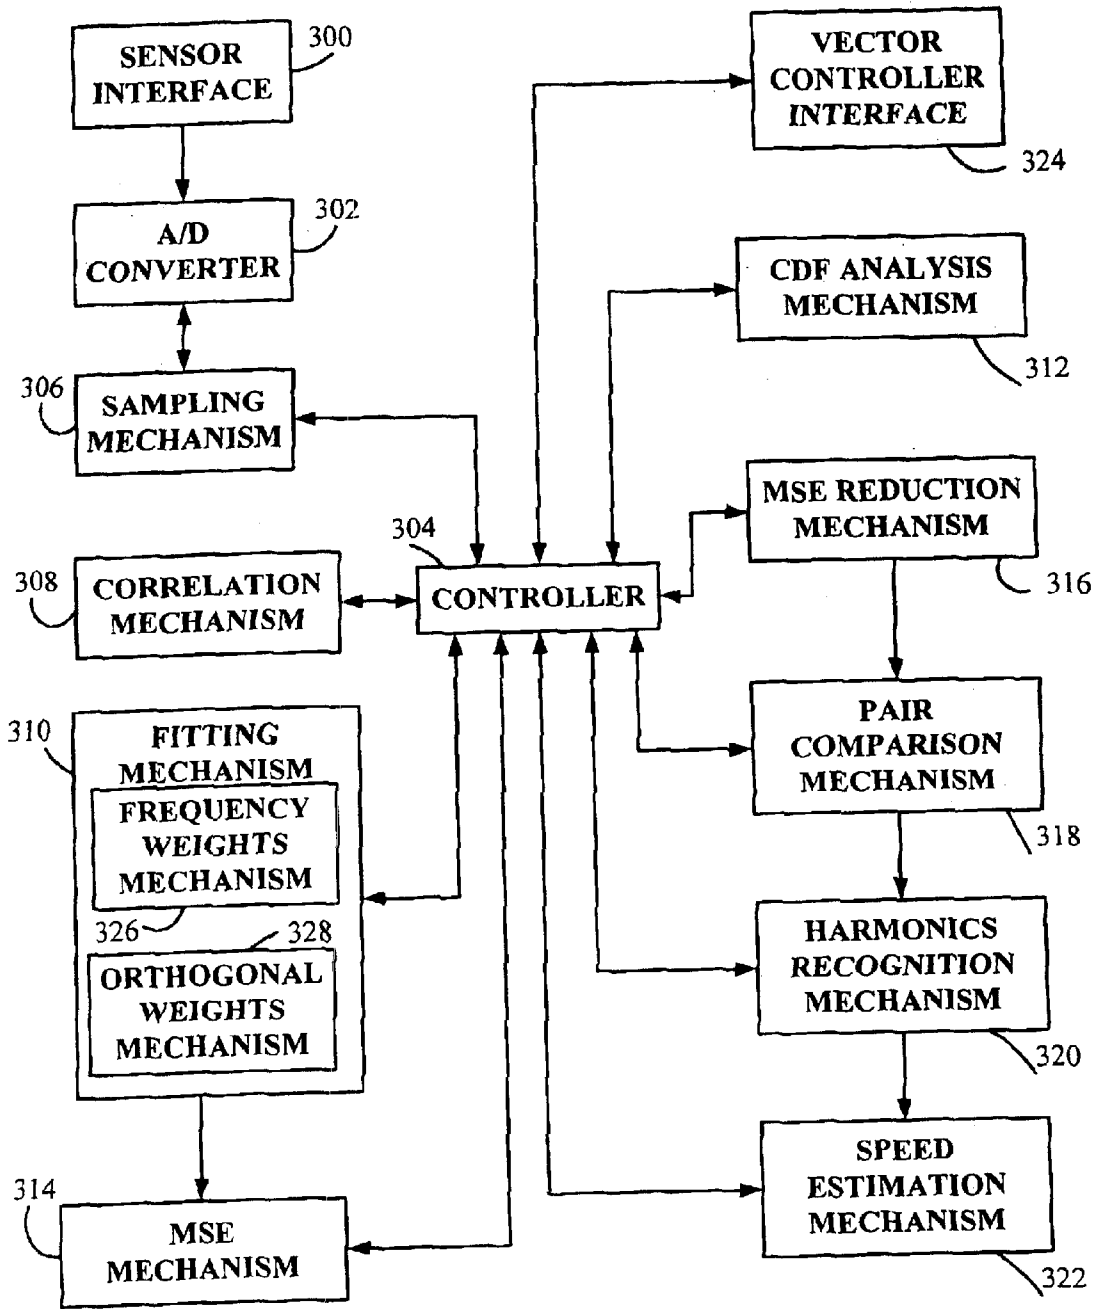 SENSOR
INTERFACE
300
A/D
CONVERTER
302
306
SAMPLING
MECHANISM
308
CORRELATION
MECHANISM
304
CONTROLLER
310
FITTING
MECHANISM
FREQUENCY
WEIGHTS
MECHANISM
326
328
ORTHOGONAL
WEIGHTS
MECHANISM
314
MSE
MECHANISM
VECTOR
CONTROLLER
INTERFACE
324
CDF ANALYSIS
MECHANISM
312
MSE REDUCTION
MECHANISM
316
PAIR
COMPARISON
MECHANISM
318
HARMONICS
RECOGNITION
MECHANISM
320
SPEED
ESTIMATION
MECHANISM
322